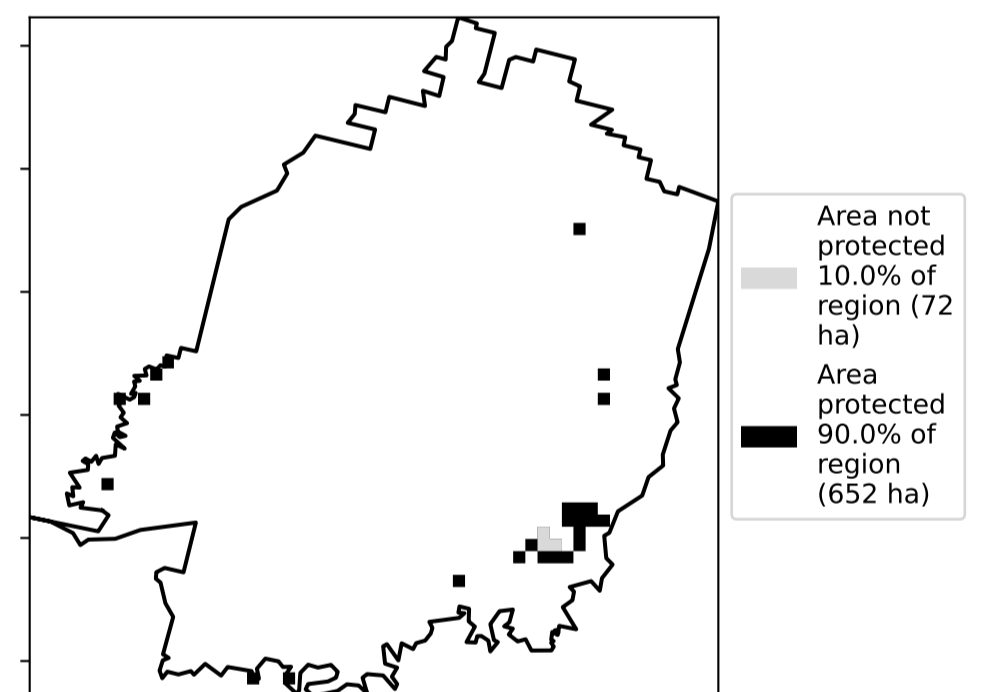 Area not
protected
10.0% of
region (72
ha)
Area
protected
90.0% of
region
(652 ha)